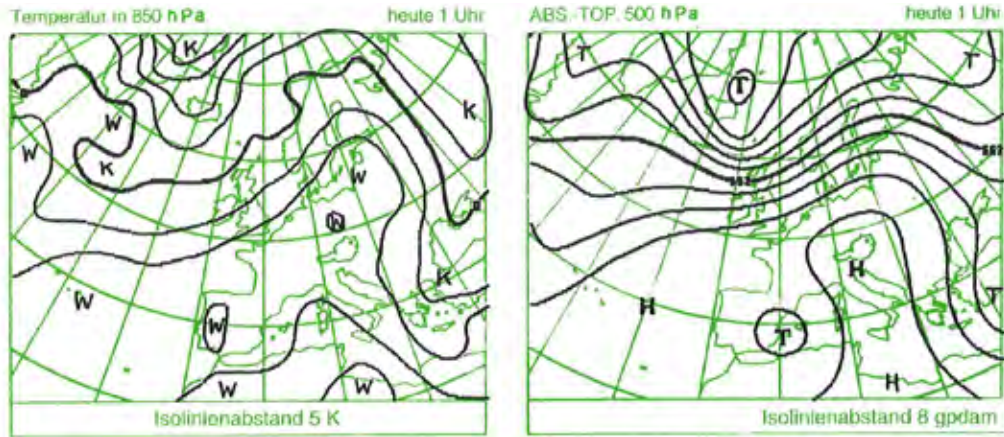 Temperatur in 850 hPa
heute 1 Uhr
K
K
W
W
K
W
W
K
W
W
W
W
Isolinienabstand 5 K
ABS.-TOP. 500 hPa
heute 1 Uhr
T
T
T
552
552
H
H
T
T
H
Isolinienabstand 8 gpdam